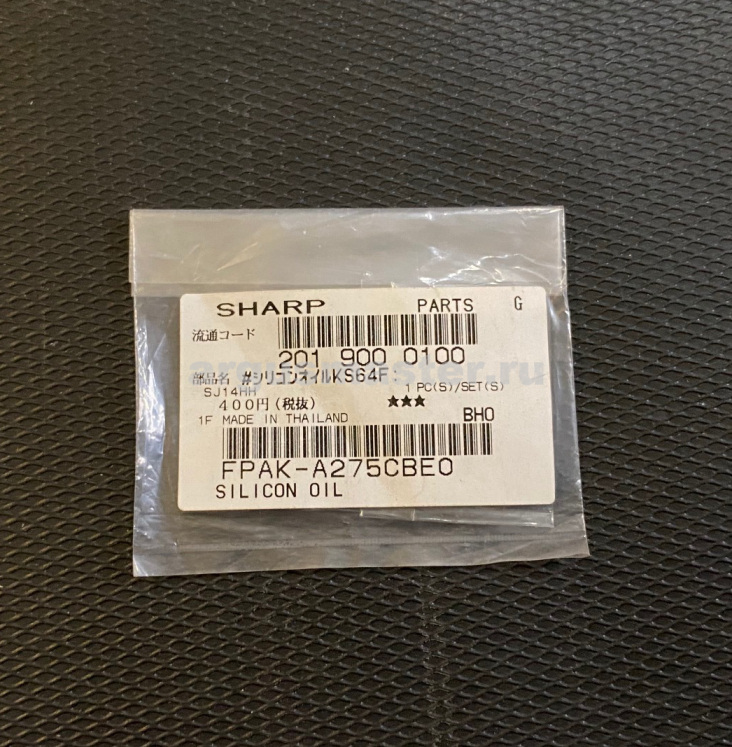 SHARP PARTS G
流通コード
201 900 0100
部品名 #シリコンオイルKS64F
SJ14HH 1 PC(S)/SET(S)
400円(税抜) ★★★
1F MADE IN THAILAND BH0
FPAK-A275CBE0
SILICON OIL